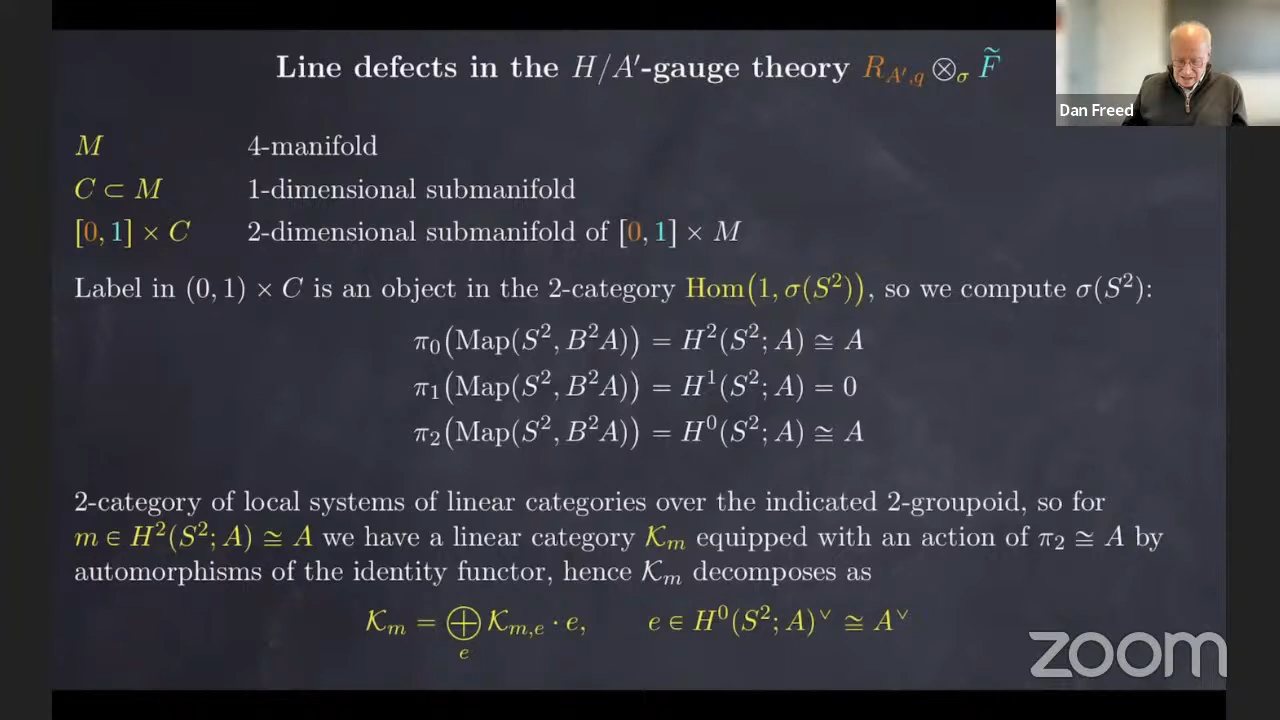 Line defects in the H/A′-gauge theory R_{A′,q} ⊗_σ F̃
Dan Freed
M 4-manifold
C ⊂ M 1-dimensional submanifold
[0, 1] × C 2-dimensional submanifold of [0, 1] × M
Label in (0, 1) × C is an object in the 2-category Hom(1, σ(S²)), so we compute σ(S²):
π₀(Map(S², B²A)) = H²(S²; A) ≅ A
π₁(Map(S², B²A)) = H¹(S²; A) = 0
π₂(Map(S², B²A)) = H⁰(S²; A) ≅ A
2-category of local systems of linear categories over the indicated 2-groupoid, so for
m ∈ H²(S²; A) ≅ A we have a linear category 𝒦_m equipped with an action of π₂ ≅ A by
automorphisms of the identity functor, hence 𝒦_m decomposes as
𝒦_m = ⊕_e 𝒦_{m,e} · e, e ∈ H⁰(S²; A)^∨ ≅ A^∨
zoom